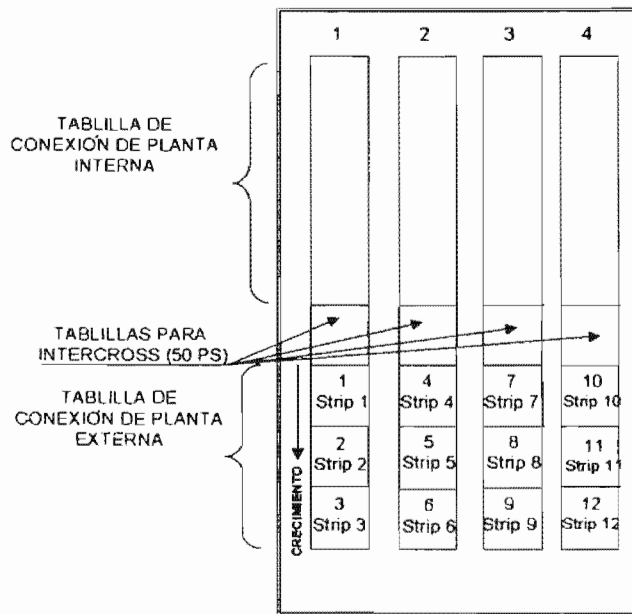 1 2 3 4
TABLILLA DE
CONEXIÓN DE PLANTA
INTERNA
TABLILLAS PARA
INTERCROSS (50 PS)
TABLILLA DE
CONEXIÓN DE PLANTA
EXTERNA
CRECIMIENTO
1 4 7 10
Strip 1 Strip 4 Strip 7 Strip 10
2 5 8 11
Strip 2 Strip 5 Strip 8 Strip 11
3 6 9 12
Strip 3 Strip 6 Strip 9 Strip 12